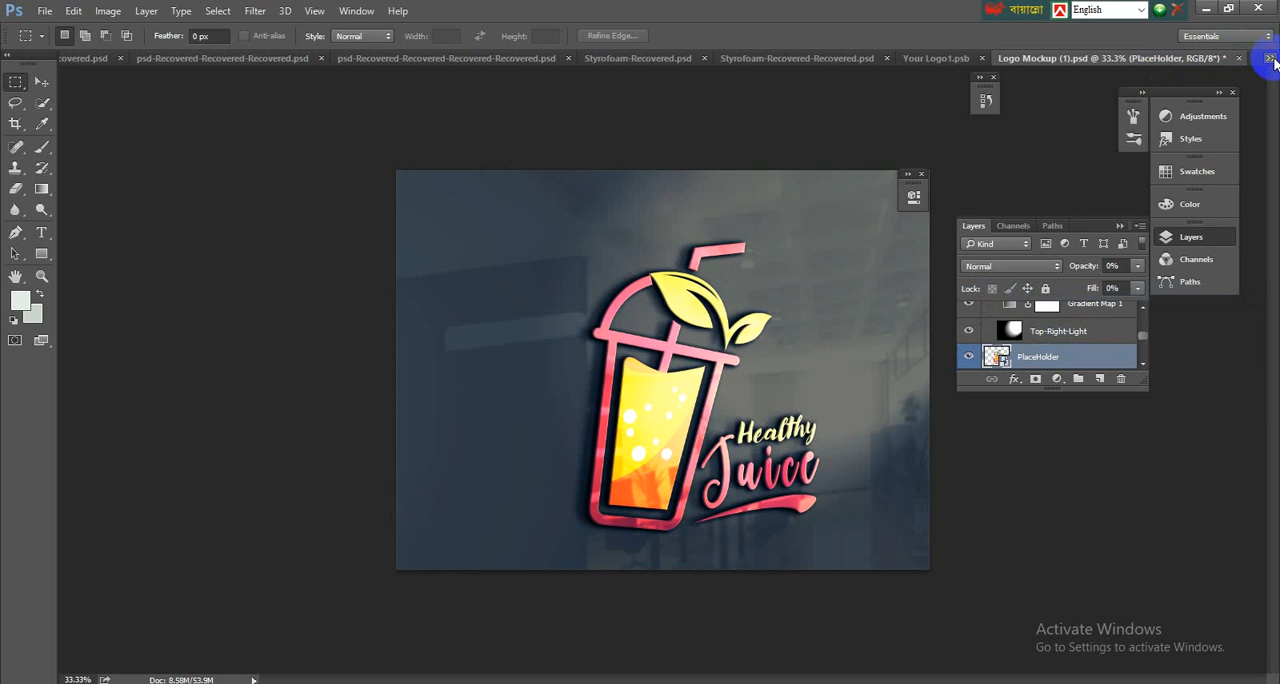 Ps File Edit Image Layer Type Select Filter 3D View Window Help বায়ান্নো English
Feather: 0 px Anti-alias Style: Normal Width: Height: Refine Edge... Essentials
overed.psd × psd-Recovered-Recovered-Recovered.psd × psd-Recovered-Recovered-Recovered-Recovered.psd × Styrofoam-Recovered.psd × Styrofoam-Recovered-Recovered.psd × Your Logo1.psb × Logo Mockup (1).psd @ 33.3% (PlaceHolder, RGB/8*) * ×
Adjustments
Styles
Swatches
Color
Layers
Channels
Paths
Layers Channels Paths
Kind
Normal Opacity: 0%
Lock: Fill: 0%
Gradient Map 1
Top-Right-Light
PlaceHolder
fx
Healthy
Juice
Activate Windows
Go to Settings to activate Windows.
33.33% Doc: 8.58M/53.9M